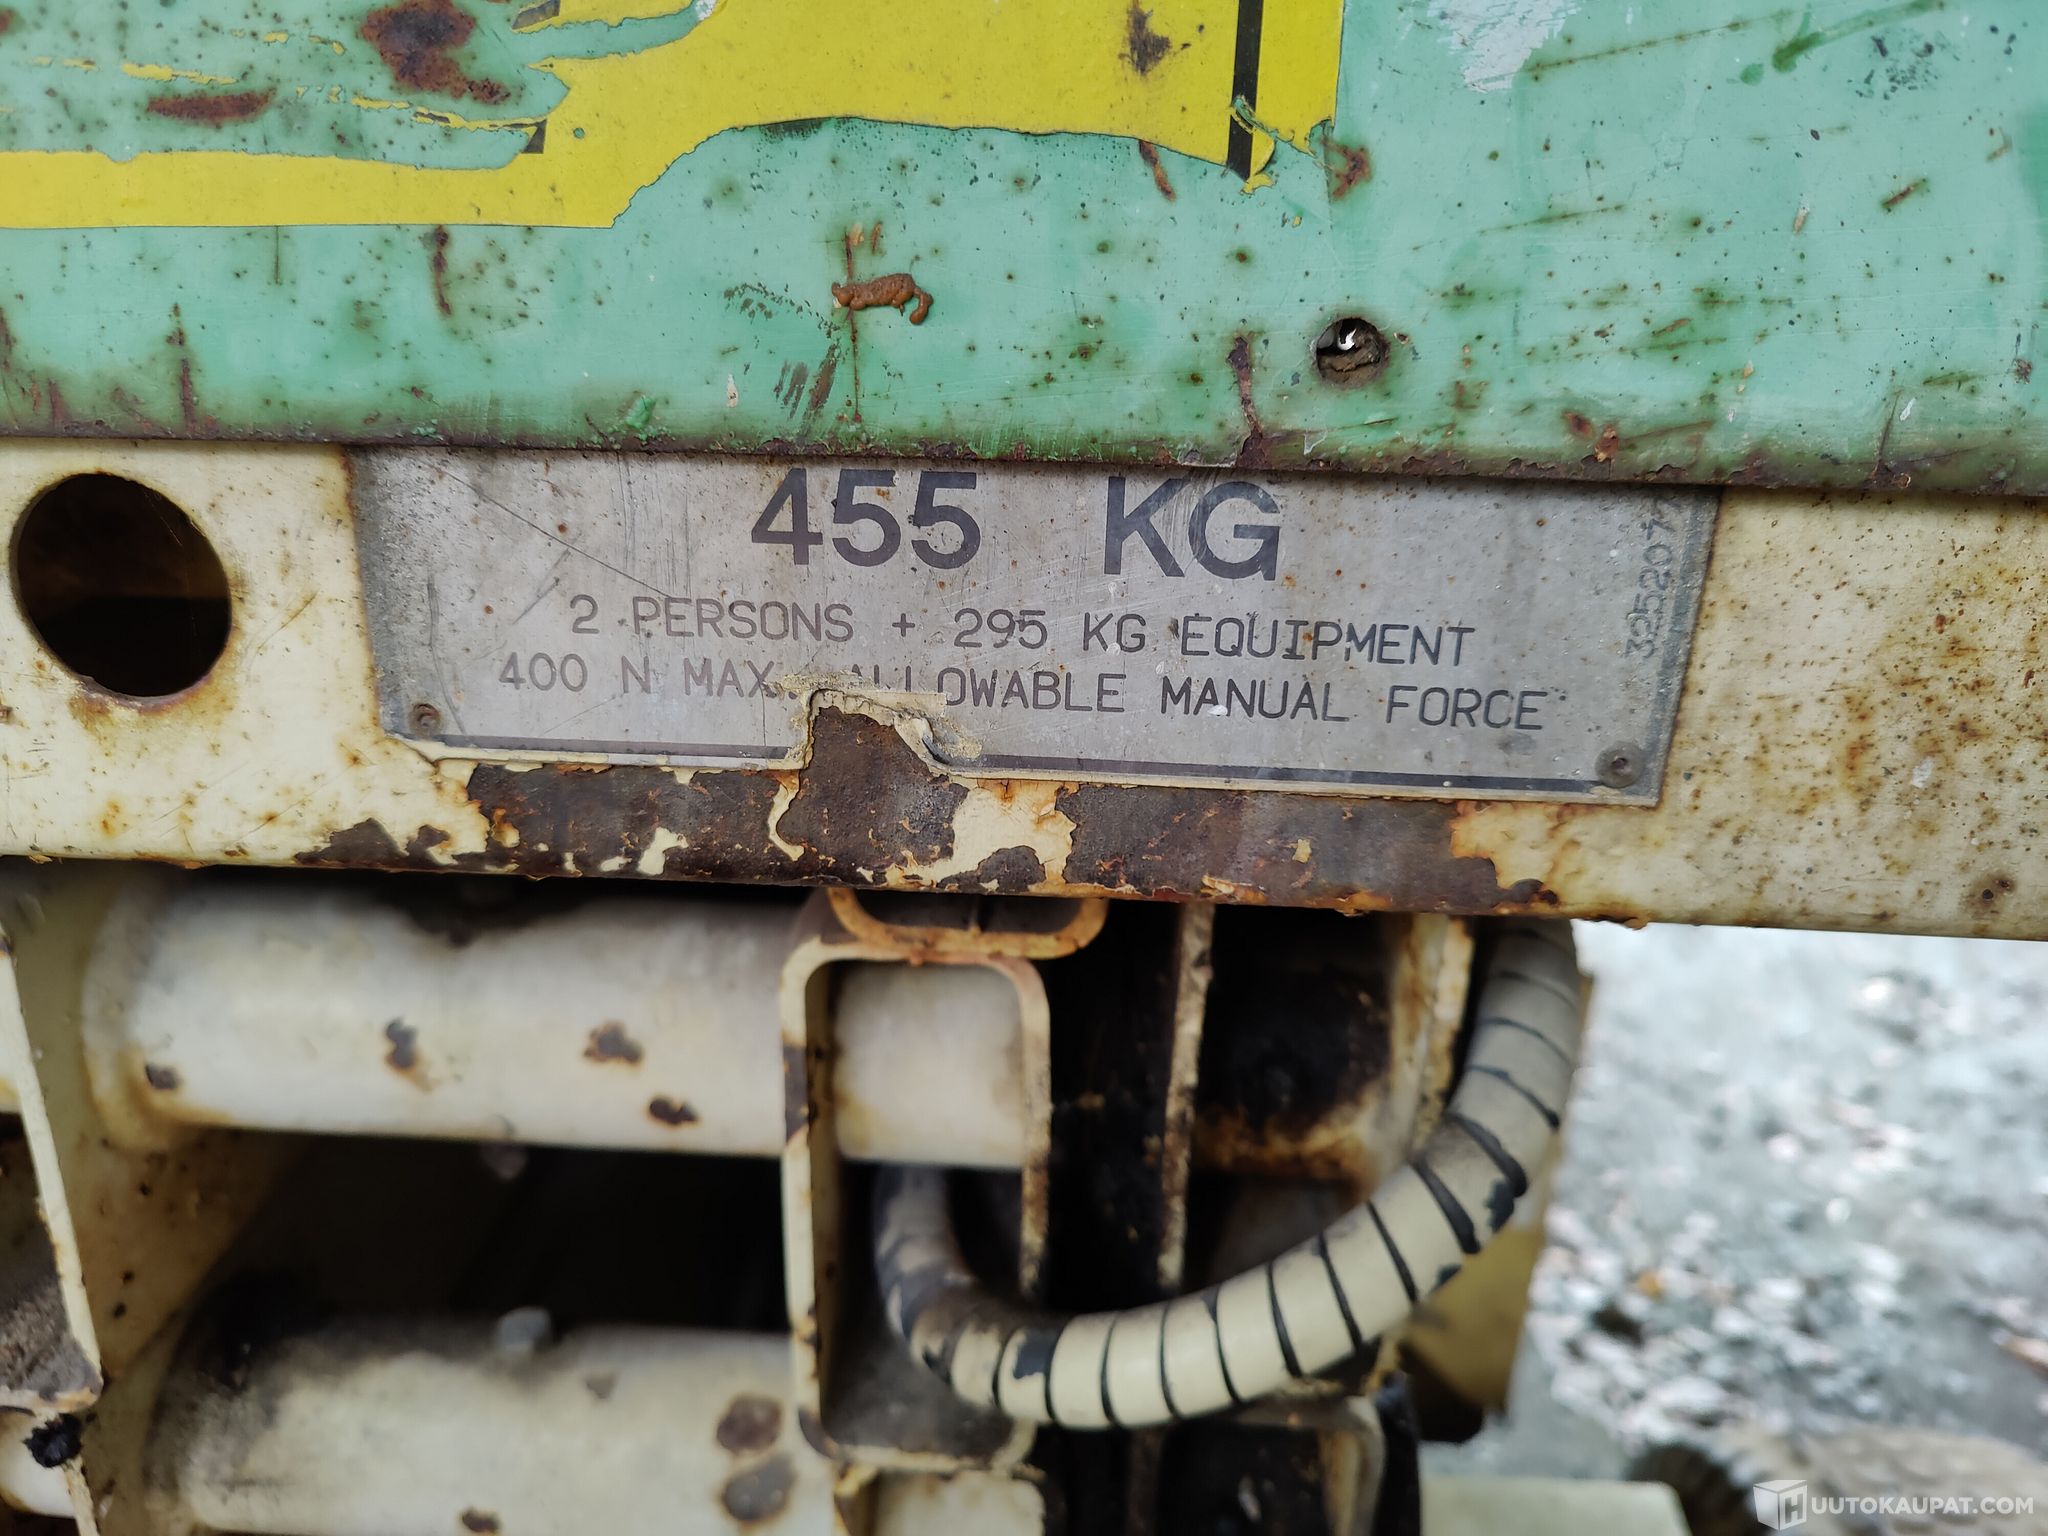 455 KG
2 PERSONS + 295 KG EQUIPMENT
400 N MAX. ALLOWABLE MANUAL FORCE
HUUTOKAUPAT.COM